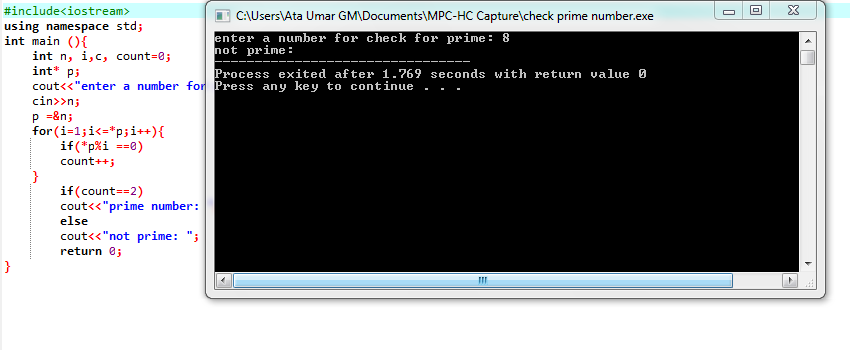 #include<iostream>
using namespace std;
int main (){
int n, i,c, count=0;
int* p;
cout<<"enter a number for
cin>>n;
p =&n;
for(i=1;i<=*p;i++){
if(*p%i ==0)
count++;
}
if(count==2)
cout<<"prime number:
else
cout<<"not prime: ";
return 0;
}
C:\Users\Ata Umar GM\Documents\MPC-HC Capture\check prime number.exe
enter a number for check for prime: 8
not prime:
--------------------------------
Process exited after 1.769 seconds with return value 0
Press any key to continue . . .